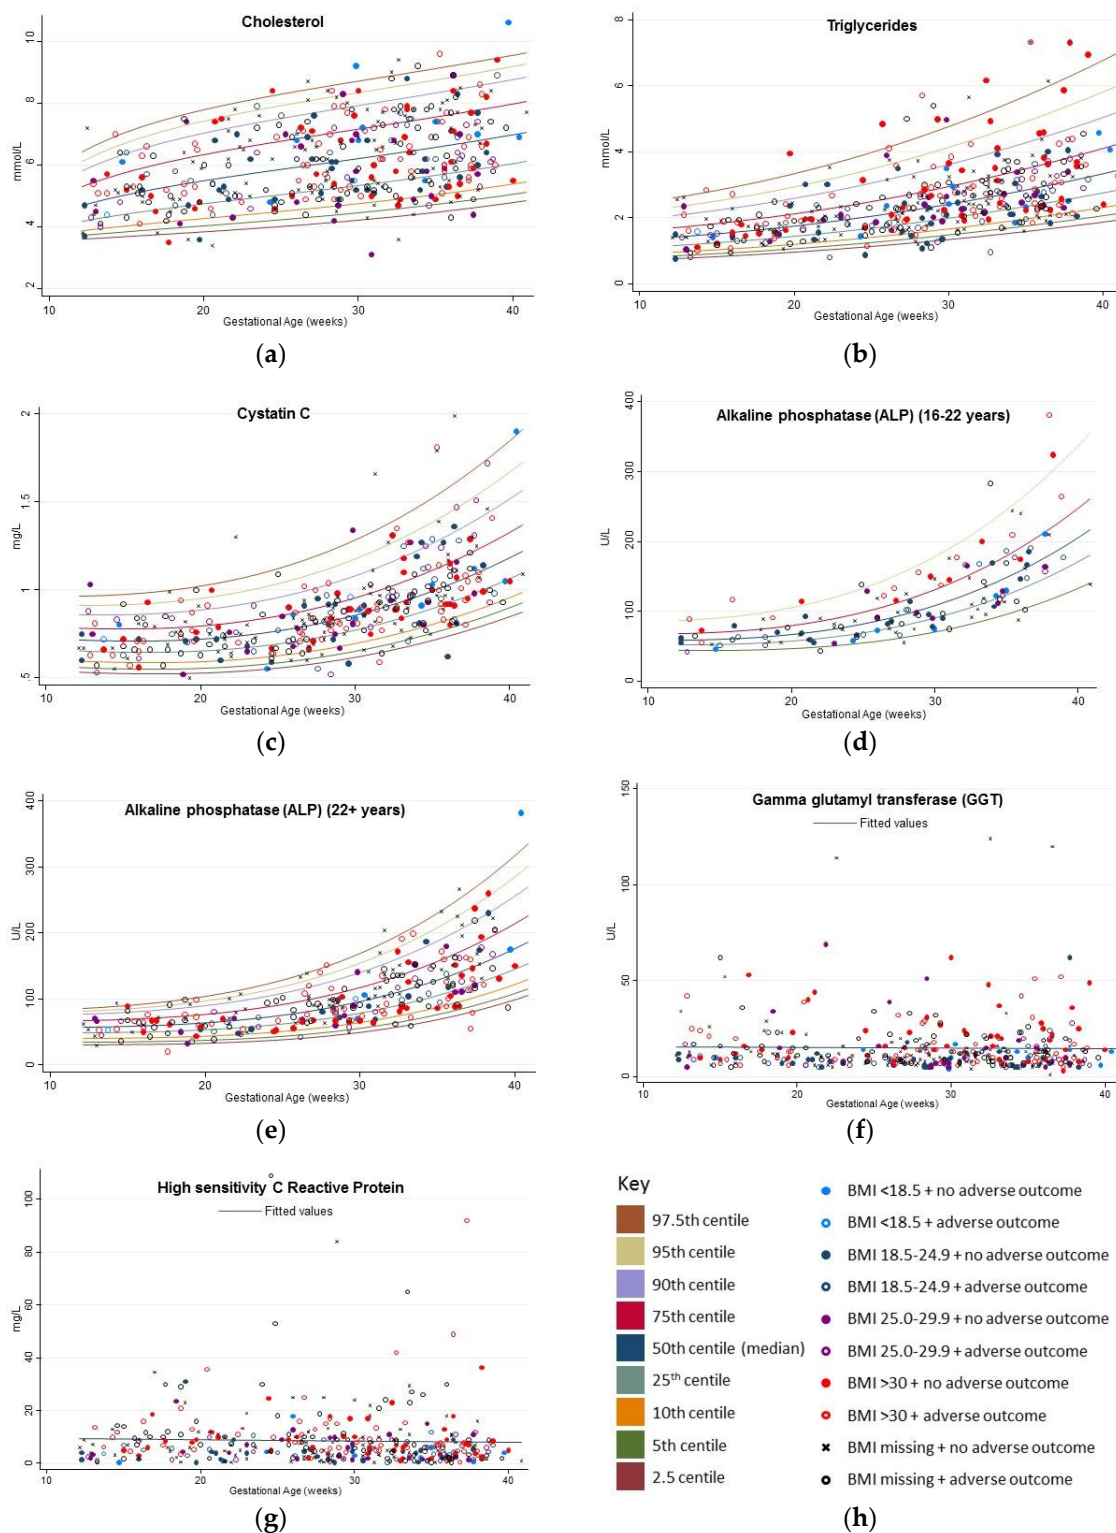 Cholesterol
10
8
6
4
2
mmol/L
10
20
30
40
Gestational Age (weeks)
(a)
Triglycerides
8
6
4
2
0
mmol/L
10
20
30
40
Gestational Age (weeks)
(b)
Cystatin C
2
1.5
1
.5
mg/L
10
20
30
40
Gestational Age (weeks)
(c)
Alkaline phosphatase (ALP) (16-22 years)
400
300
200
100
0
U/L
10
20
30
40
Gestational Age (weeks)
(d)
Alkaline phosphatase (ALP) (22+ years)
400
300
200
100
0
U/L
10
20
30
40
Gestational Age (weeks)
(e)
Gamma glutamyl transferase (GGT)
Fitted values
150
100
50
0
U/L
10
20
30
40
Gestational Age (weeks)
(f)
High sensitivity C Reactive Protein
Fitted values
100
80
60
40
20
0
mg/L
10
20
30
40
Gestational Age (weeks)
(g)
Key
97.5th centile
95th centile
90th centile
75th centile
50th centile (median)
25th centile
10th centile
5th centile
2.5 centile
BMI <18.5 + no adverse outcome
BMI <18.5 + adverse outcome
BMI 18.5-24.9 + no adverse outcome
BMI 18.5-24.9 + adverse outcome
BMI 25.0-29.9 + no adverse outcome
BMI 25.0-29.9 + adverse outcome
BMI >30 + no adverse outcome
BMI >30 + adverse outcome
BMI missing + no adverse outcome
BMI missing + adverse outcome
(h)